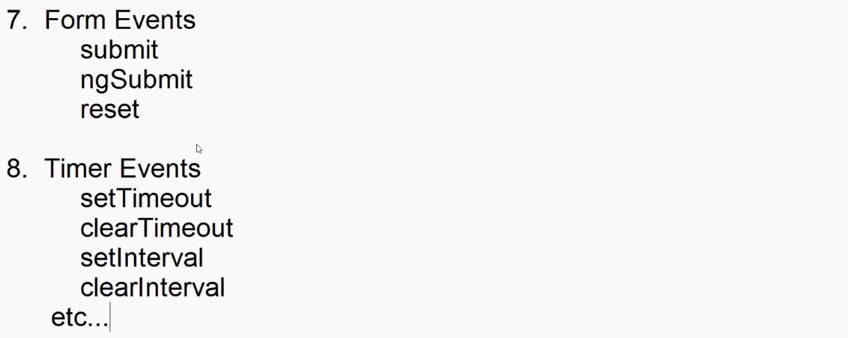 7. Form Events
submit
ngSubmit
reset
8. Timer Events
setTimeout
clearTimeout
setInterval
clearInterval
etc...